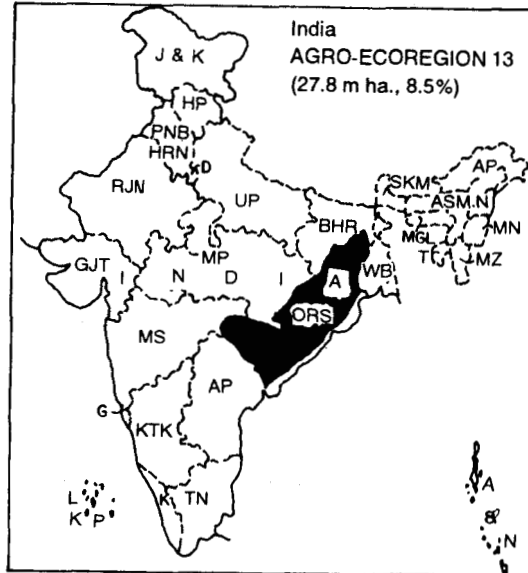 India
AGRO-ECOREGION 13
(27.8 m ha., 8.5%)
J & K
HP
PNB
HRN
D
RJN
UP
SKM
AP
ASM
N
BHR
MGL
MN
T
MZ
GJT
MP
WB
I N D I A
ORS
MS
AP
G
KTK
K
TN
L
K P
A
&
N